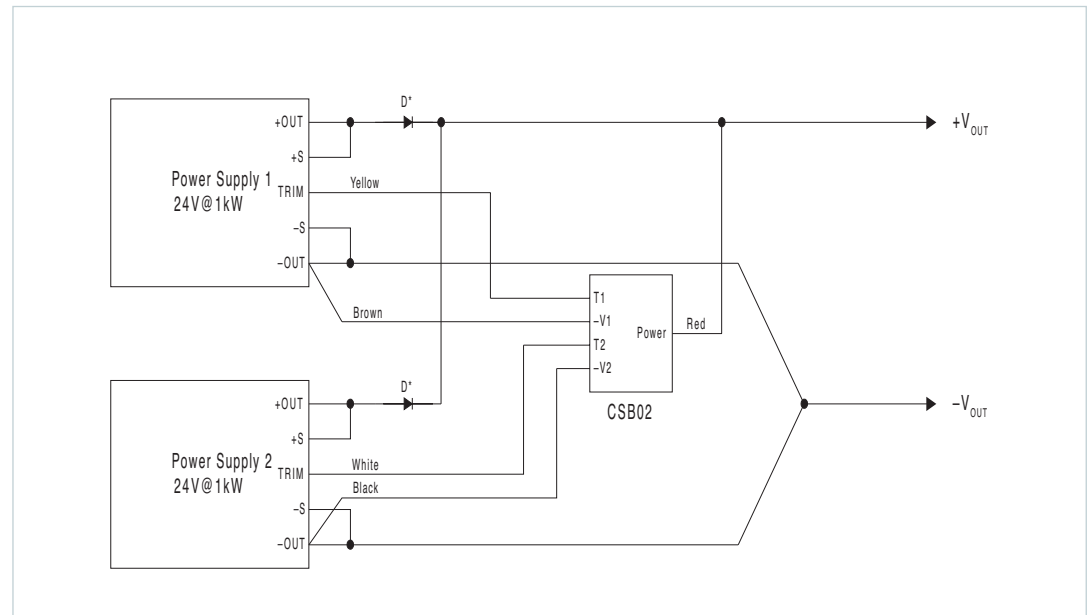 D*
+OUT
+V_OUT
+S
Power Supply 1
24V@1kW
TRIM
Yellow
–S
–OUT
T1
Brown
–V1
Power
Red
T2
–V2
D*
+OUT
CSB02
–V_OUT
+S
Power Supply 2
24V@1kW
TRIM
White
Black
–S
–OUT